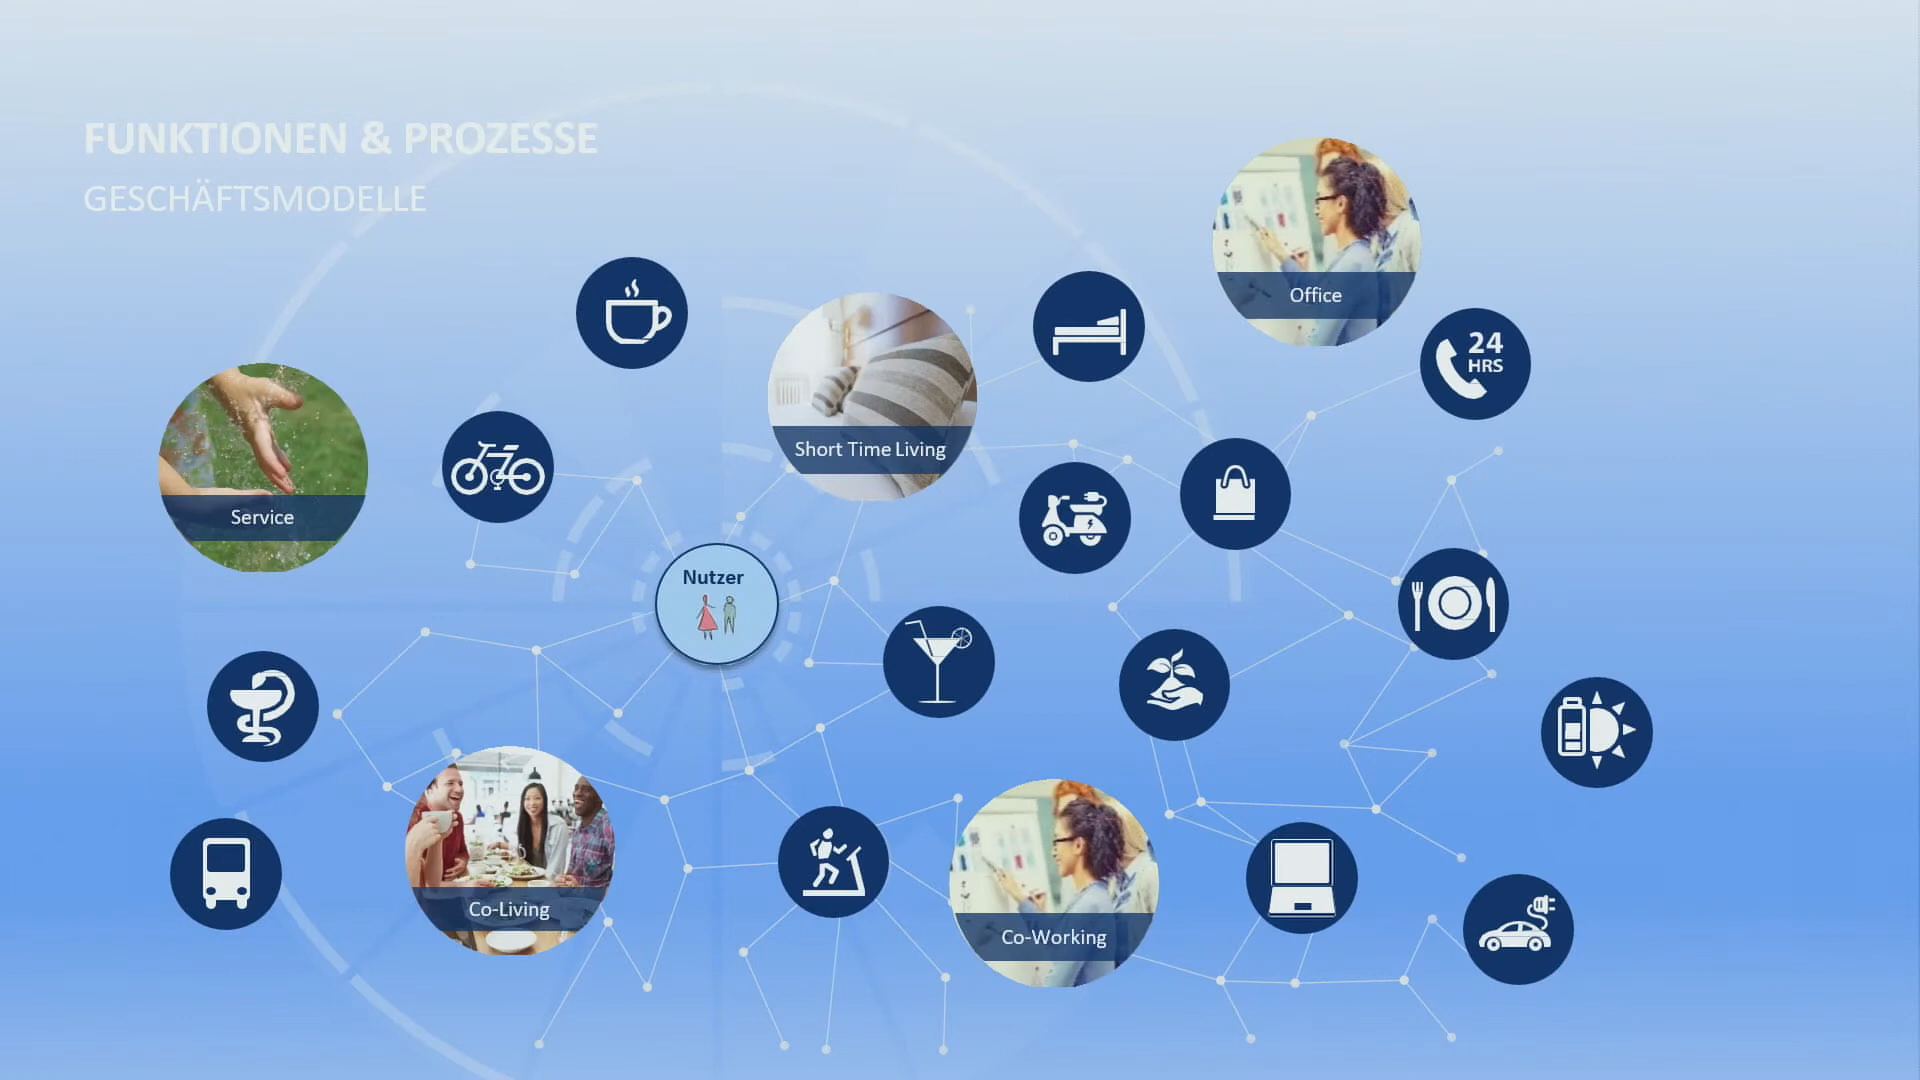 FUNKTIONEN & PROZESSE
GESCHÄFTSMODELLE
Office
24
HRS
Short Time Living
Service
Nutzer
Co-Living
Co-Working